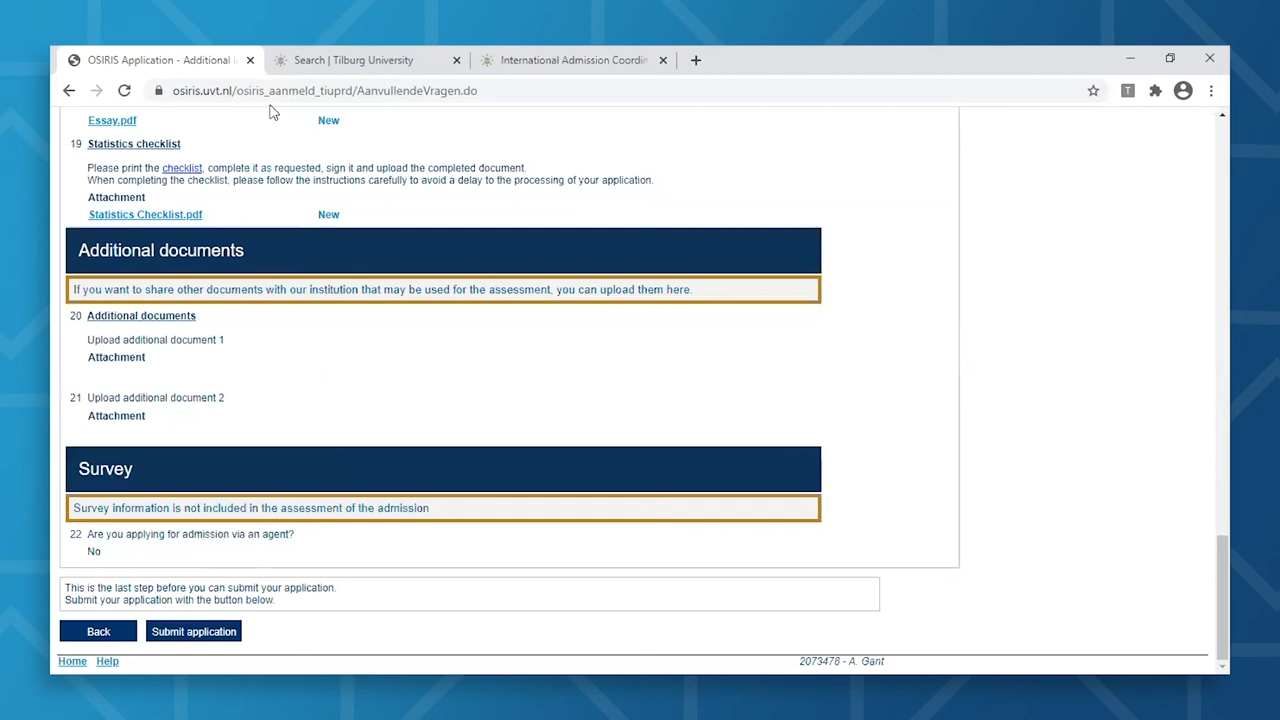 OSIRIS Application - Additional i
Search | Tilburg University
International Admission Coordin
osiris.uvt.nl/osiris_aanmeld_tiuprd/AanvullendeVragen.do
T
Essay.pdf New
19 Statistics checklist
Please print the checklist, complete it as requested, sign it and upload the completed document.
When completing the checklist, please follow the instructions carefully to avoid a delay to the processing of your application.
Attachment
Statistics Checklist.pdf New
Additional documents
If you want to share other documents with our institution that may be used for the assessment, you can upload them here.
20 Additional documents
Upload additional document 1
Attachment
21 Upload additional document 2
Attachment
Survey
Survey information is not included in the assessment of the admission
22 Are you applying for admission via an agent?
No
This is the last step before you can submit your application.
Submit your application with the button below.
Back Submit application
Home Help 2073476 - A. Gant